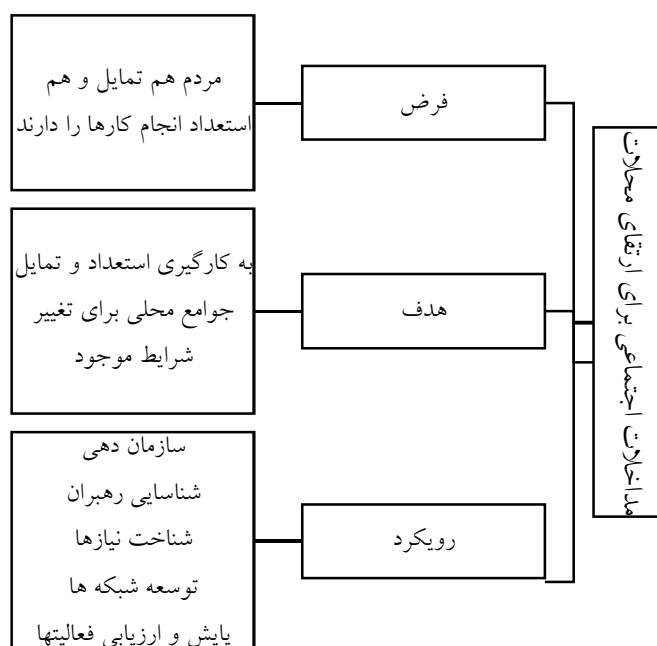 مداخلات اجتماعی برای ارتقای محلات
فرض
مردم هم تمایل و هم
استعداد انجام کارها را دارند
هدف
به کارگیری استعداد و تمایل
جوامع محلی برای تغییر
شرایط موجود
رویکرد
سازمان دهی
شناسایی رهبران
شناخت نیازها
توسعه شبکه ها
پایش و ارزیابی فعالیتها